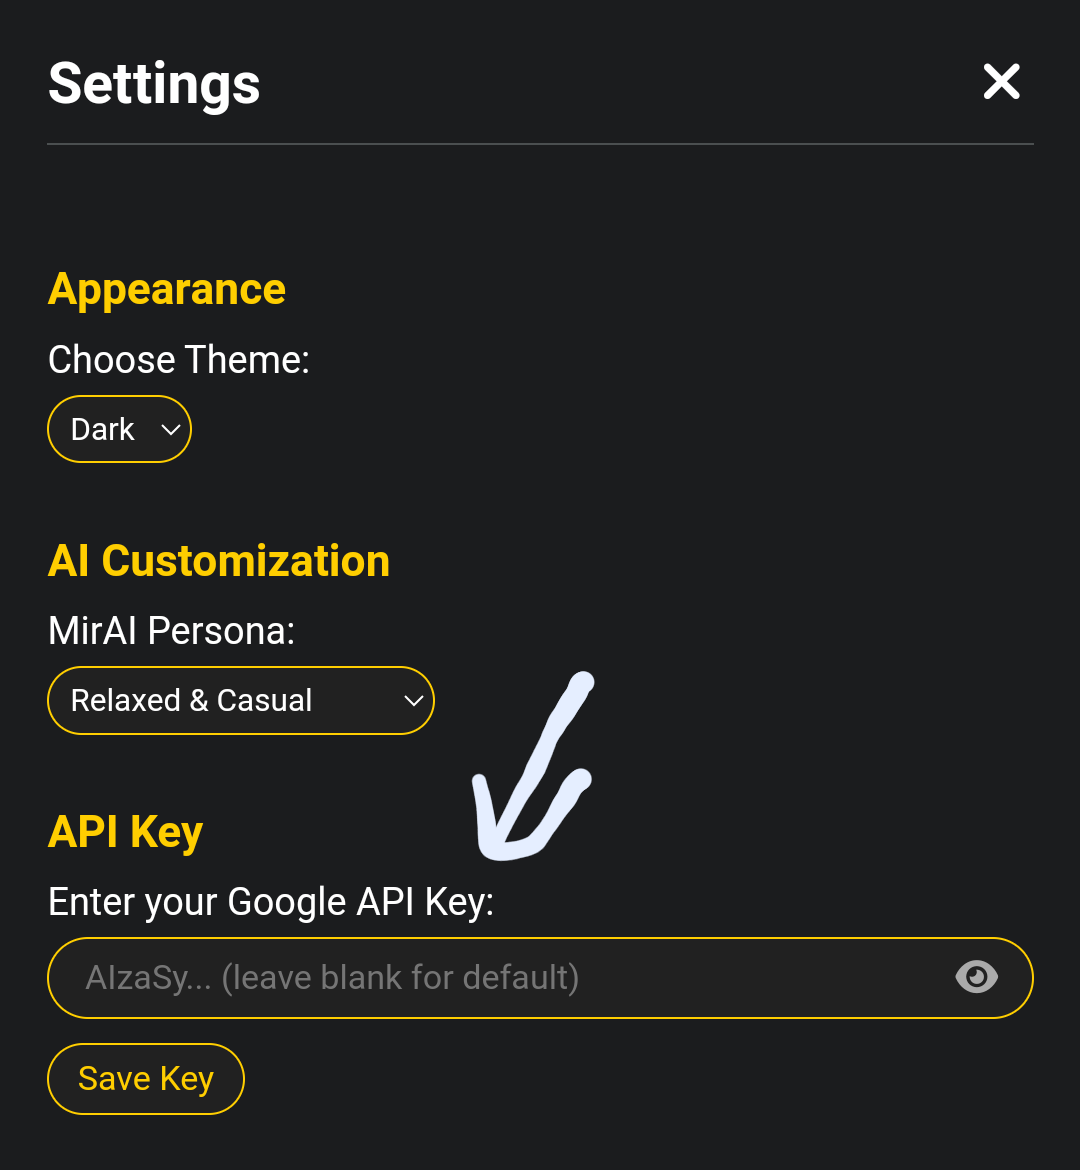 Settings
Appearance
Choose Theme:
Dark
AI Customization
MirAI Persona:
Relaxed & Casual
API Key
Enter your Google API Key:
AIzaSy... (leave blank for default)
Save Key